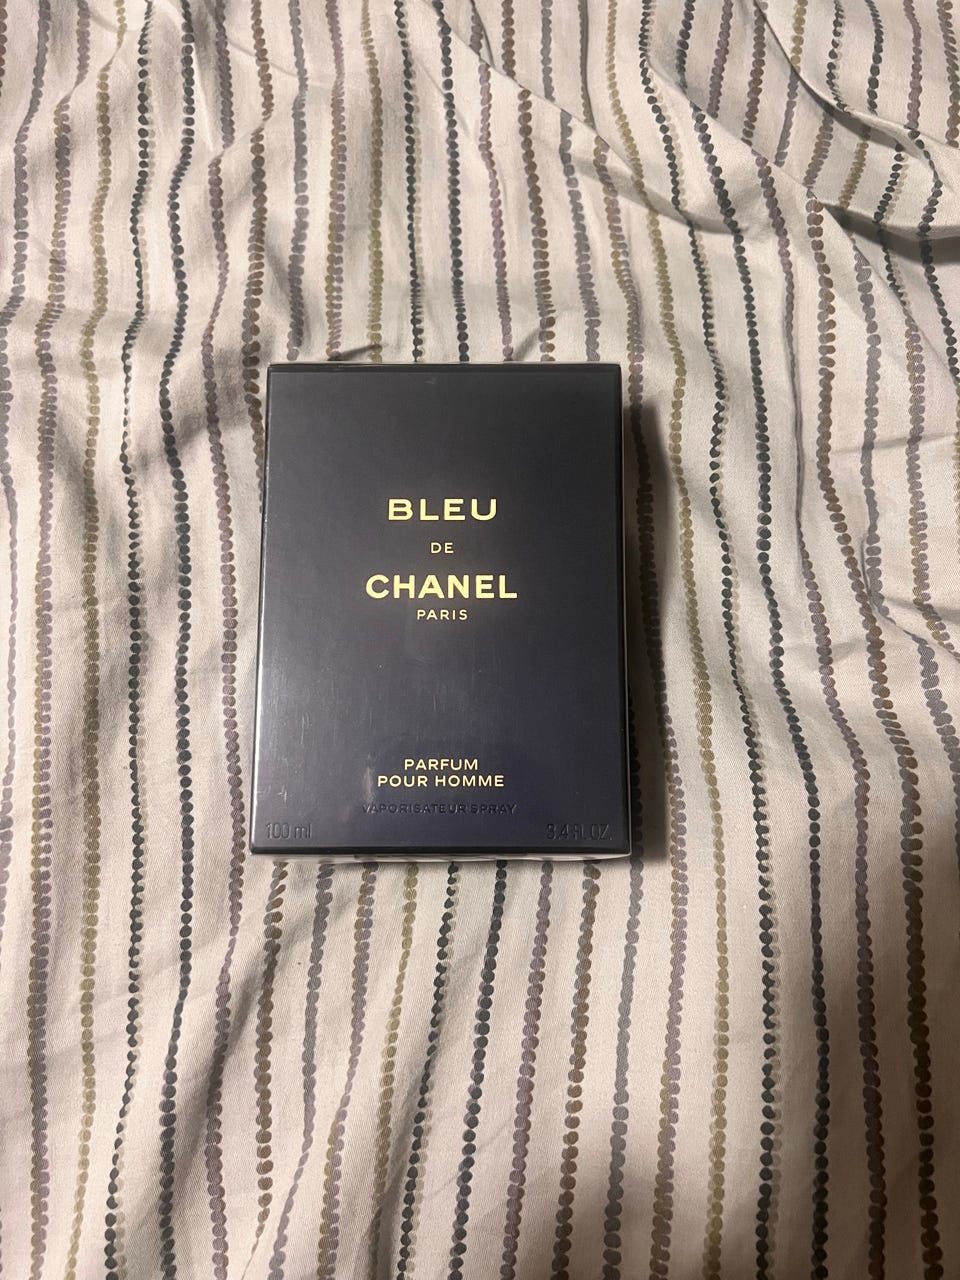 BLEU
DE
CHANEL
PARIS
PARFUM
POUR HOMME
VAPORISATEUR SPRAY
100 ml 3.4 FL.OZ.